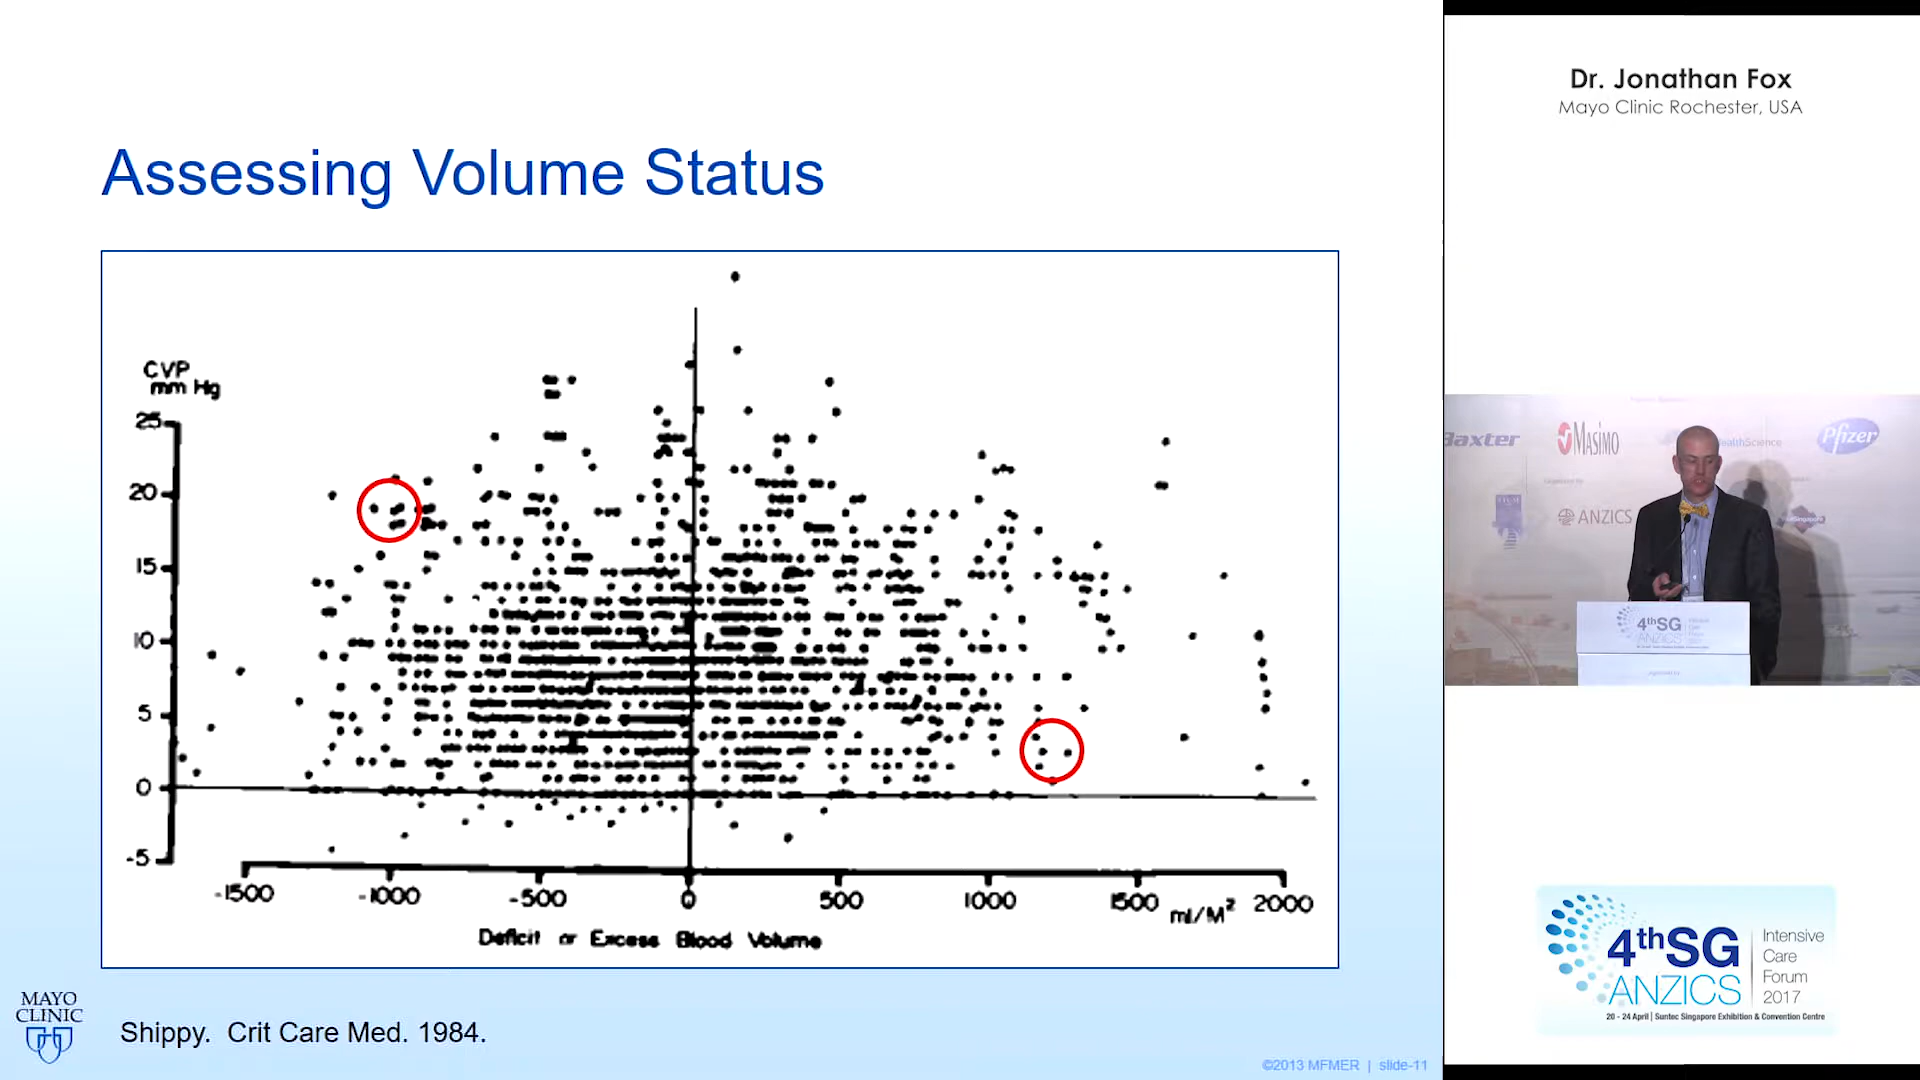 Assessing Volume Status
CVP
mm Hg
25
20
15
10
5
0
-5
-1500
-1000
-500
0
500
1000
1500
ml/M²
2000
Deficit or Excess Blood Volume
MAYO
CLINIC
Shippy. Crit Care Med. 1984.
©2013 MFMER | slide-11
Dr. Jonathan Fox
Mayo Clinic Rochester, USA
Baxter
Masimo
ealthScience
Pfizer
ANZICS
4thSG
ANZICS
4thSG
ANZICS
Intensive
Care
Forum
2017
20 - 24 April | Suntec Singapore Exhibition & Convention Centre